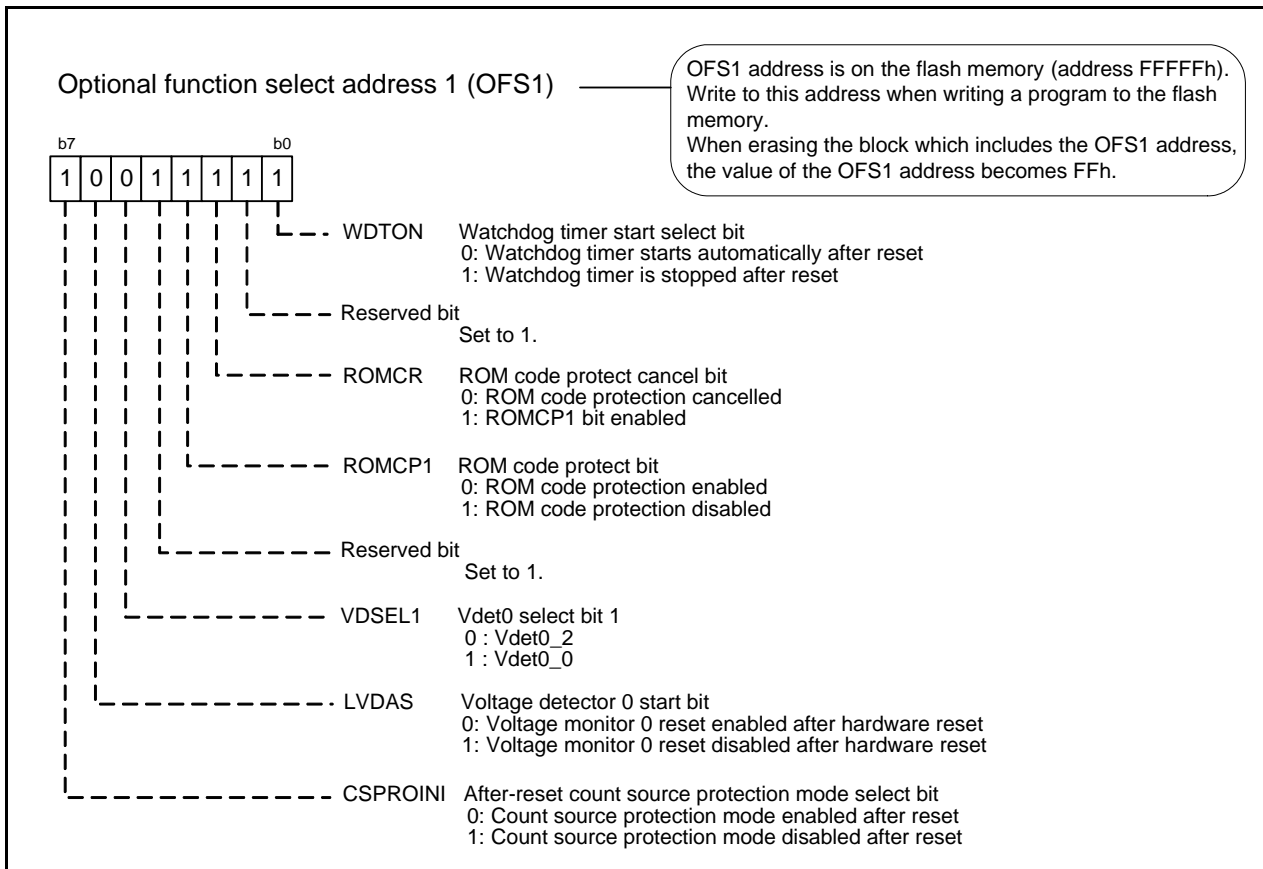 Optional function select address 1 (OFS1)
OFS1 address is on the flash memory (address FFFFFh).
Write to this address when writing a program to the flash
memory.
When erasing the block which includes the OFS1 address,
the value of the OFS1 address becomes FFh.
b7 b0
1 0 0 1 1 1 1 1
WDTON Watchdog timer start select bit
0: Watchdog timer starts automatically after reset
1: Watchdog timer is stopped after reset
Reserved bit
Set to 1.
ROMCR ROM code protect cancel bit
0: ROM code protection cancelled
1: ROMCP1 bit enabled
ROMCP1 ROM code protect bit
0: ROM code protection enabled
1: ROM code protection disabled
Reserved bit
Set to 1.
VDSEL1 Vdet0 select bit 1
0 : Vdet0_2
1 : Vdet0_0
LVDAS Voltage detector 0 start bit
0: Voltage monitor 0 reset enabled after hardware reset
1: Voltage monitor 0 reset disabled after hardware reset
CSPROINI After-reset count source protection mode select bit
0: Count source protection mode enabled after reset
1: Count source protection mode disabled after reset